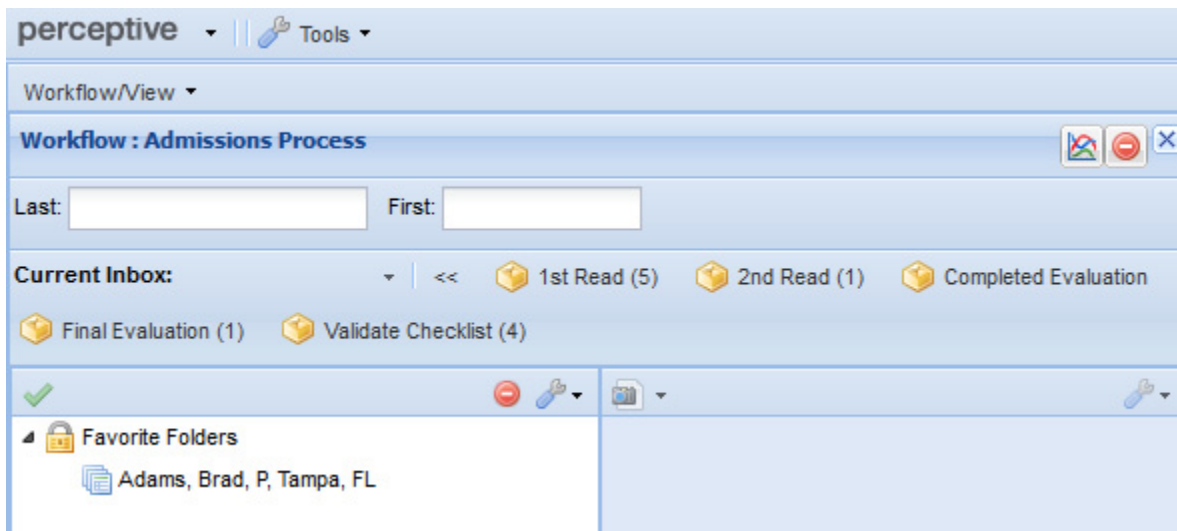 perceptive Tools
Workflow/View
Workflow : Admissions Process
Last: First:
Current Inbox: << 1st Read (5) 2nd Read (1) Completed Evaluation
Final Evaluation (1) Validate Checklist (4)
Favorite Folders
Adams, Brad, P, Tampa, FL